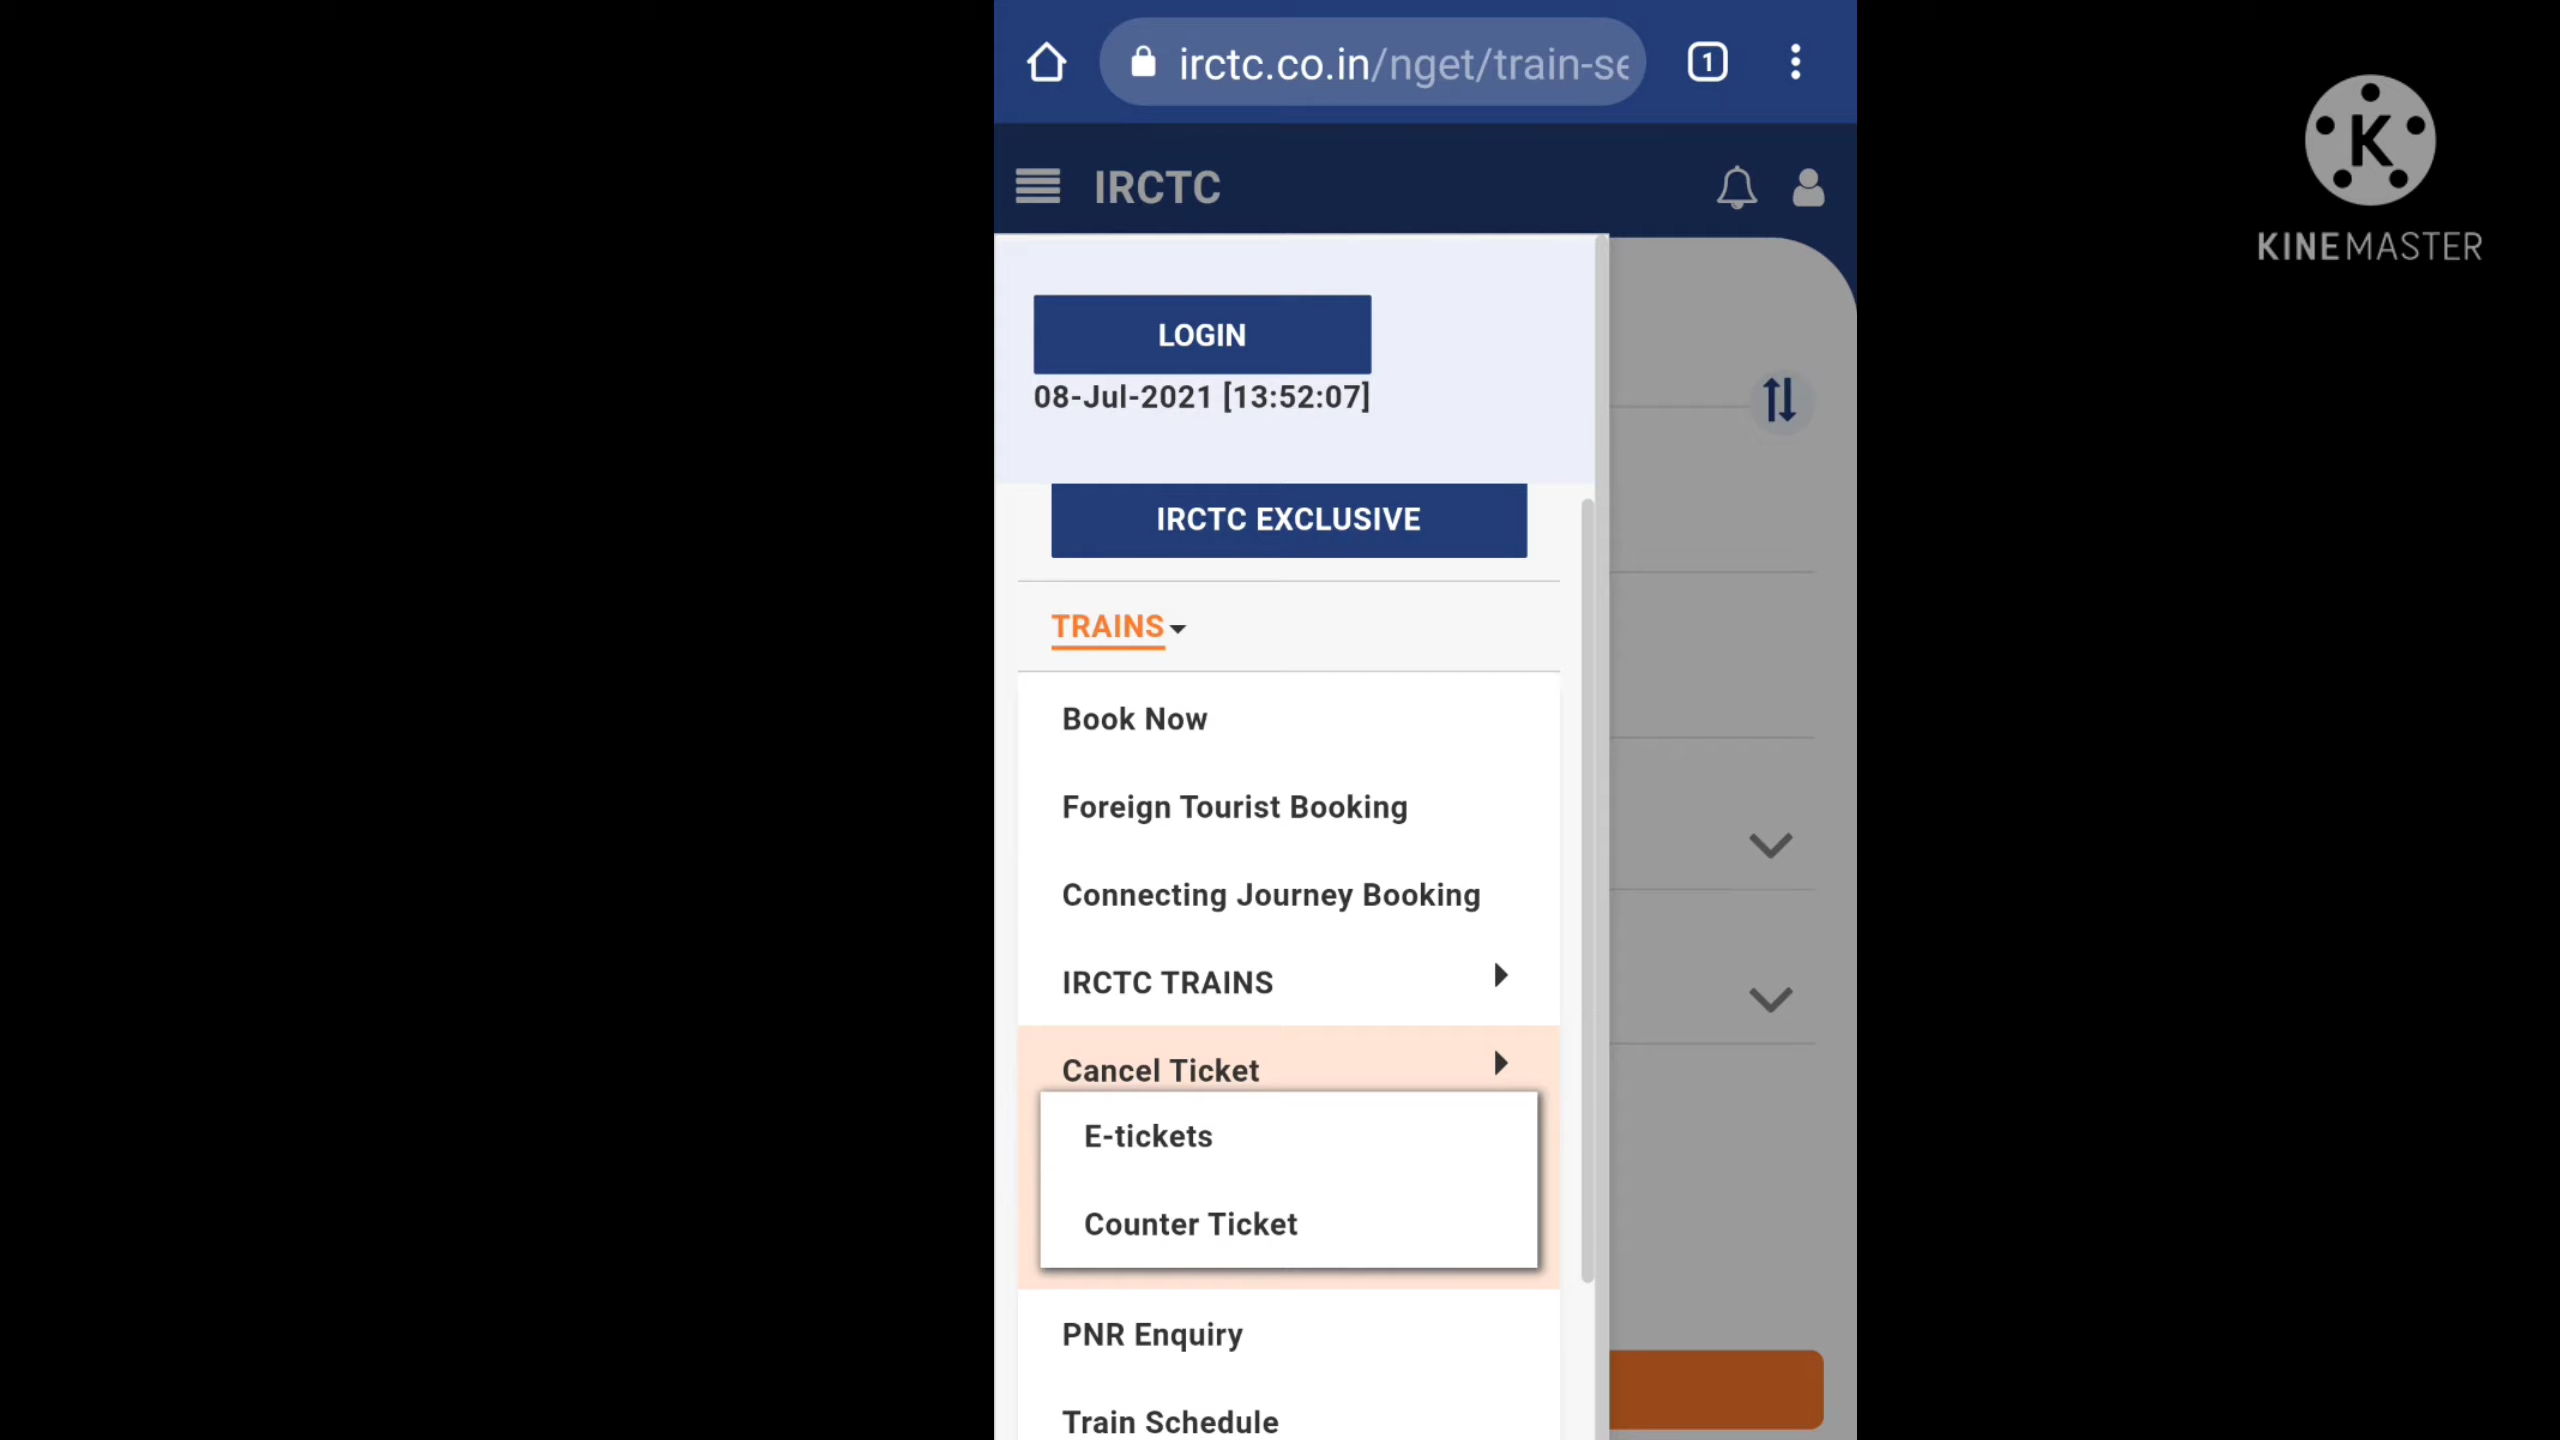 irctc.co.in/nget/train-se
1
IRCTC
K
KINEMASTER
LOGIN
08-Jul-2021 [13:52:07]
IRCTC EXCLUSIVE
TRAINS
Book Now
Foreign Tourist Booking
Connecting Journey Booking
IRCTC TRAINS
Cancel Ticket
E-tickets
Counter Ticket
PNR Enquiry
Train Schedule